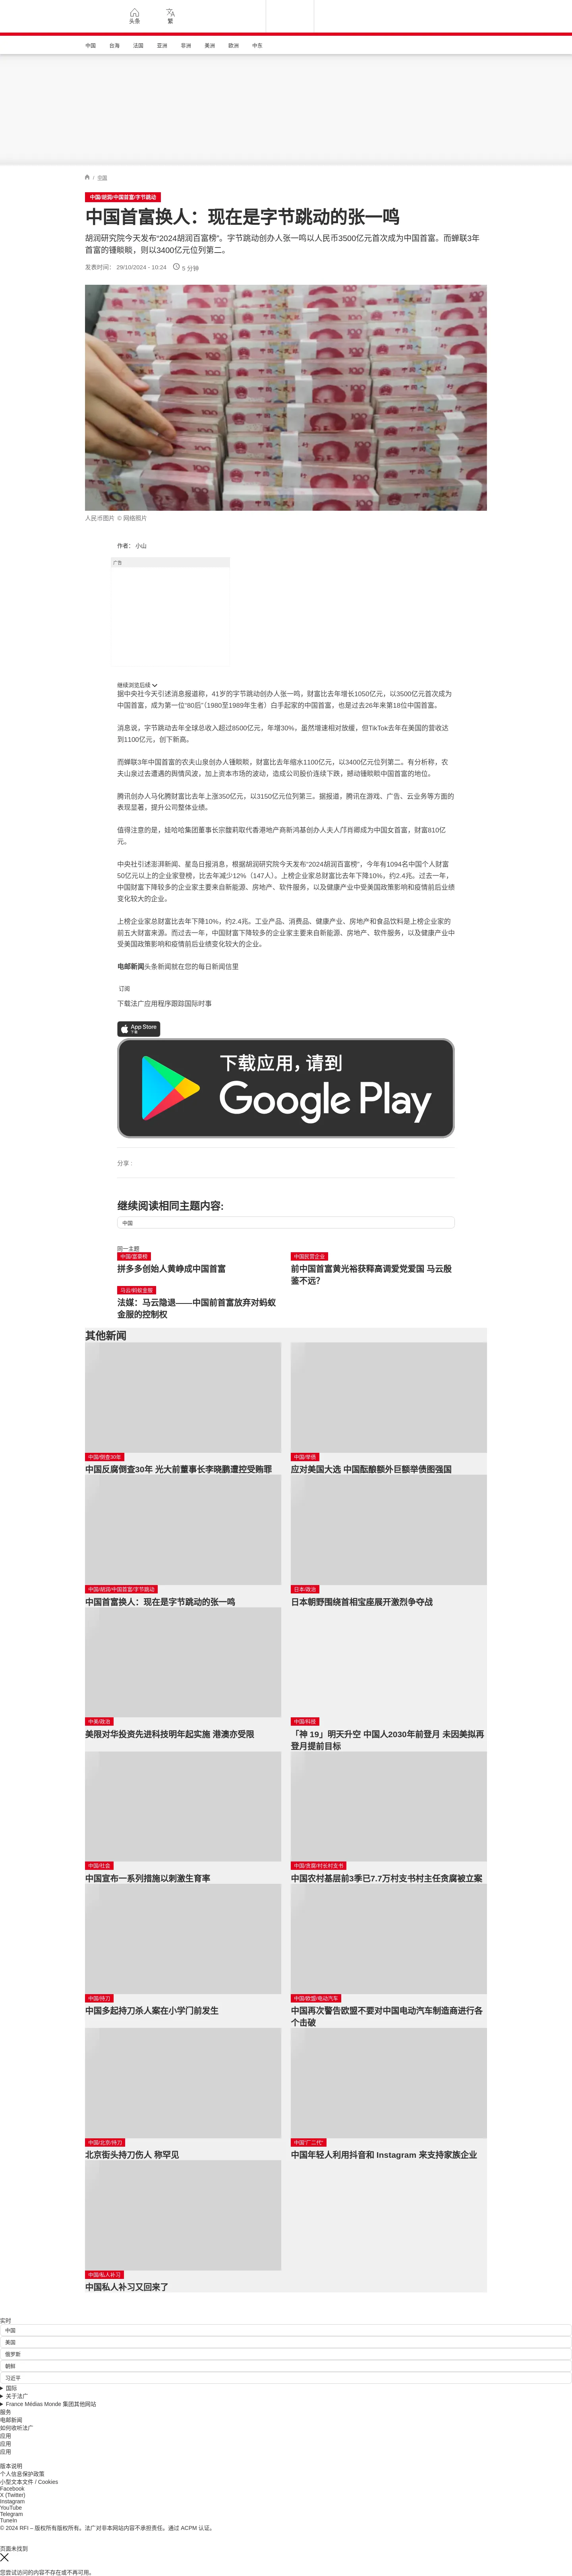 头条
繁
中国
台海
法国
亚洲
非洲
美洲
欧洲
中东
/ 中国
中国/胡润/中国首富/字节跳动
中国首富换人：现在是字节跳动的张一鸣
胡润研究院今天发布“2024胡润百富榜”。字节跳动创办人张一鸣以人民币3500亿元首次成为中国首富。而蝉联3年
首富的锺睒睒，则以3400亿元位列第二。
发表时间： 29/10/2024 - 10:24 5 分钟
人民币图片 © 网络照片
作者： 小山
广告
继续浏览后续
据中央社今天引述消息报道称，41岁的字节跳动创办人张一鸣，财富比去年增长1050亿元，以3500亿元首次成为
中国首富，成为第一位”80后”（1980至1989年生者）白手起家的中国首富，也是过去26年来第18位中国首富。
消息说，字节跳动去年全球总收入超过8500亿元，年增30%。虽然增速相对放缓，但TikTok去年在美国的营收达
到1100亿元，创下新高。
而蝉联3年中国首富的农夫山泉创办人锺睒睒，财富比去年缩水1100亿元，以3400亿元位列第二。有分析称，农
夫山泉过去遭遇的舆情风波，加上资本市场的波动，造成公司股价连续下跌，撼动锺睒睒中国首富的地位。
腾讯创办人马化腾财富比去年上涨350亿元，以3150亿元位列第三。据报道，腾讯在游戏、广告、云业务等方面的
表现显著，提升公司整体业绩。
值得注意的是，娃哈哈集团董事长宗馥莉取代香港地产商新鸿基创办人夫人邝肖卿成为中国女首富，财富810亿
元。
中央社引述澎湃新闻、星岛日报消息，根据胡润研究院今天发布“2024胡润百富榜”，今年有1094名中国个人财富
50亿元以上的企业家登榜，比去年减少12%（147人）。上榜企业家总财富比去年下降10%，约2.4兆。过去一年，
中国财富下降较多的企业家主要来自新能源、房地产、软件服务，以及健康产业中受美国政策影响和疫情前后业绩
变化较大的企业。
上榜企业家总财富比去年下降10%，约2.4兆。工业产品、消费品、健康产业、房地产和食品饮料是上榜企业家的
前五大财富来源。而过去一年，中国财富下降较多的企业家主要来自新能源、房地产、软件服务，以及健康产业中
受美国政策影响和疫情前后业绩变化较大的企业。
电邮新闻头条新闻就在您的每日新闻信里
订阅
下载法广应用程序跟踪国际时事
App Store
下载
下载应用，请到
Google Play
分享 :
继续阅读相同主题内容:
中国
同一主题
中国/富豪榜
拼多多创始人黄峥成中国首富
中国民营企业
前中国首富黄光裕获释高调爱党爱国 马云殷
鉴不远?
马云/蚂蚁金服
法媒：马云隐退——中国前首富放弃对蚂蚁
金服的控制权
其他新闻
中国/倒查30年
中国反腐倒查30年 光大前董事长李晓鹏遭控受贿罪
中国/举债
应对美国大选 中国酝酿额外巨额举债图强国
中国/胡润/中国首富/字节跳动
中国首富换人：现在是字节跳动的张一鸣
日本/政治
日本朝野围绕首相宝座展开激烈争夺战
中美/政治
美限对华投资先进科技明年起实施 港澳亦受限
中国/科技
「神 19」明天升空 中国人2030年前登月 未因美拟再
登月提前目标
中国/社会
中国宣布一系列措施以刺激生育率
中国/贪腐/村长村支书
中国农村基层前3季已7.7万村支书村主任贪腐被立案
中国/持刀
中国多起持刀杀人案在小学门前发生
中国/欧盟/电动汽车
中国再次警告欧盟不要对中国电动汽车制造商进行各
个击破
中国/北京/持刀
北京街头持刀伤人 称罕见
中国“厂二代”
中国年轻人利用抖音和 Instagram 来支持家族企业
中国/私人补习
中国私人补习又回来了
实时
中国
美国
俄罗斯
朝鲜
习近平
国际
关于法广
France Médias Monde 集团其他网站
服务
电邮新闻
如何收听法广
应用
应用
应用
版本说明
个人信息保护政策
小型文本文件 / Cookies
Facebook
X (Twitter)
Instagram
YouTube
Telegram
TuneIn
© 2024 RFI – 版权所有版权所有。法广对非本网站内容不承担责任。通过 ACPM 认证。
页面未找到
您尝试访问的内容不存在或不再可用。